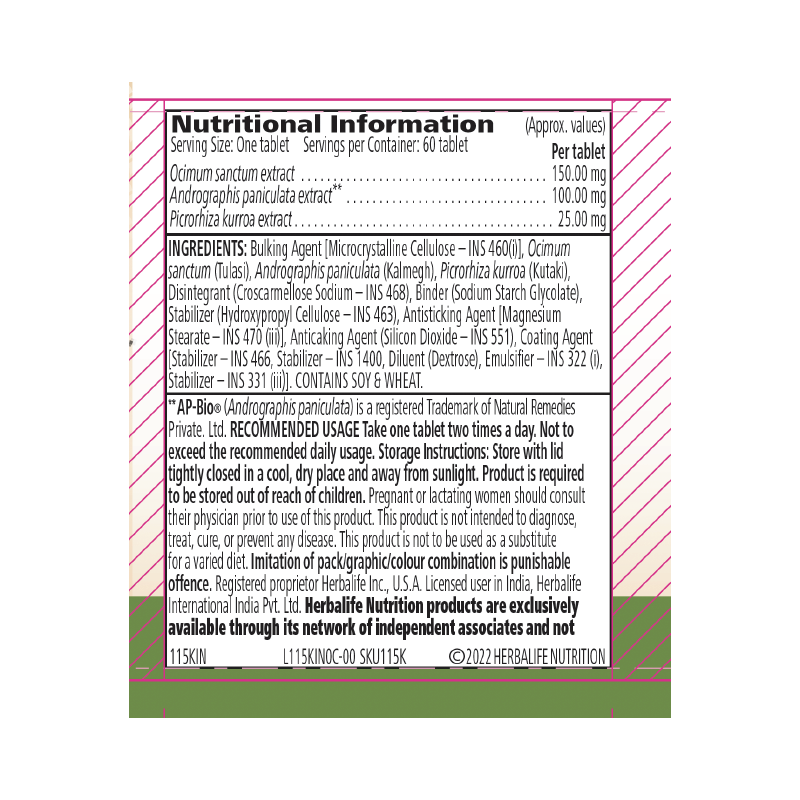 Nutritional Information (Approx. values)
Serving Size: One tablet Servings per Container: 60 tablet
Per tablet
Ocimum sanctum extract ..................................... 150.00 mg
Andrographis paniculata extract** .............................. 100.00 mg
Picrorhiza kurroa extract ...................................... 25.00 mg
INGREDIENTS: Bulking Agent [Microcrystalline Cellulose – INS 460(i)], Ocimum
sanctum (Tulasi), Andrographis paniculata (Kalmegh), Picrorhiza kurroa (Kutaki),
Disintegrant (Croscarmellose Sodium – INS 468), Binder (Sodium Starch Glycolate),
Stabilizer (Hydroxypropyl Cellulose – INS 463), Antisticking Agent [Magnesium
Stearate – INS 470 (iii)], Anticaking Agent (Silicon Dioxide – INS 551), Coating Agent
[Stabilizer – INS 466, Stabilizer – INS 1400, Diluent (Dextrose), Emulsifier – INS 322 (i),
Stabilizer – INS 331 (iii)]. CONTAINS SOY & WHEAT.
** AP-Bio® (Andrographis paniculata) is a registered Trademark of Natural Remedies
Private. Ltd. RECOMMENDED USAGE Take one tablet two times a day. Not to
exceed the recommended daily usage. Storage Instructions: Store with lid
tightly closed in a cool, dry place and away from sunlight. Product is required
to be stored out of reach of children. Pregnant or lactating women should consult
their physician prior to use of this product. This product is not intended to diagnose,
treat, cure, or prevent any disease. This product is not to be used as a substitute
for a varied diet. Imitation of pack/graphic/colour combination is punishable
offence. Registered proprietor Herbalife Inc., U.S.A. Licensed user in India, Herbalife
International India Pvt. Ltd. Herbalife Nutrition products are exclusively
available through its network of independent associates and not
115KIN L115KINOC-00 SKU115K ©2022 HERBALIFE NUTRITION